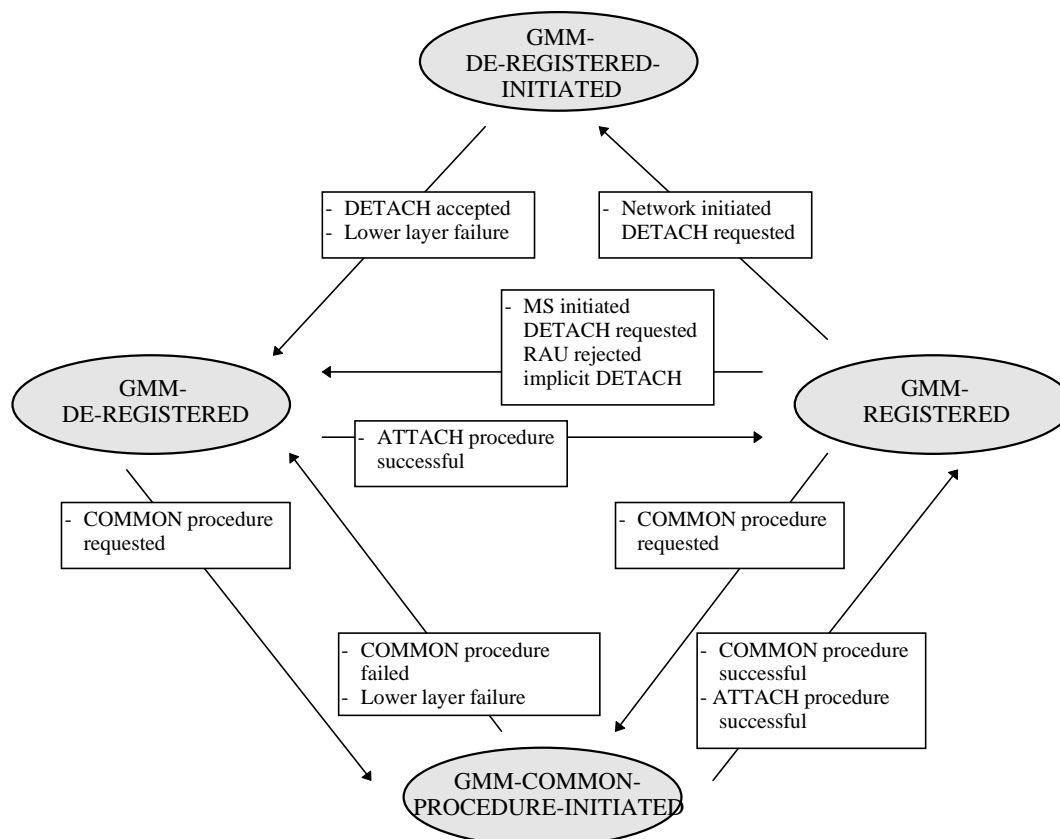 GMM-
DE-REGISTERED-
INITIATED
- DETACH accepted
- Lower layer failure
- Network initiated
DETACH requested
- MS initiated
DETACH requested
RAU rejected
implicit DETACH
GMM-
DE-REGISTERED
GMM-
REGISTERED
- ATTACH procedure
successful
- COMMON procedure
requested
- COMMON procedure
requested
- COMMON procedure
failed
- Lower layer failure
- COMMON procedure
successful
- ATTACH procedure
successful
GMM-COMMON-
PROCEDURE-INITIATED